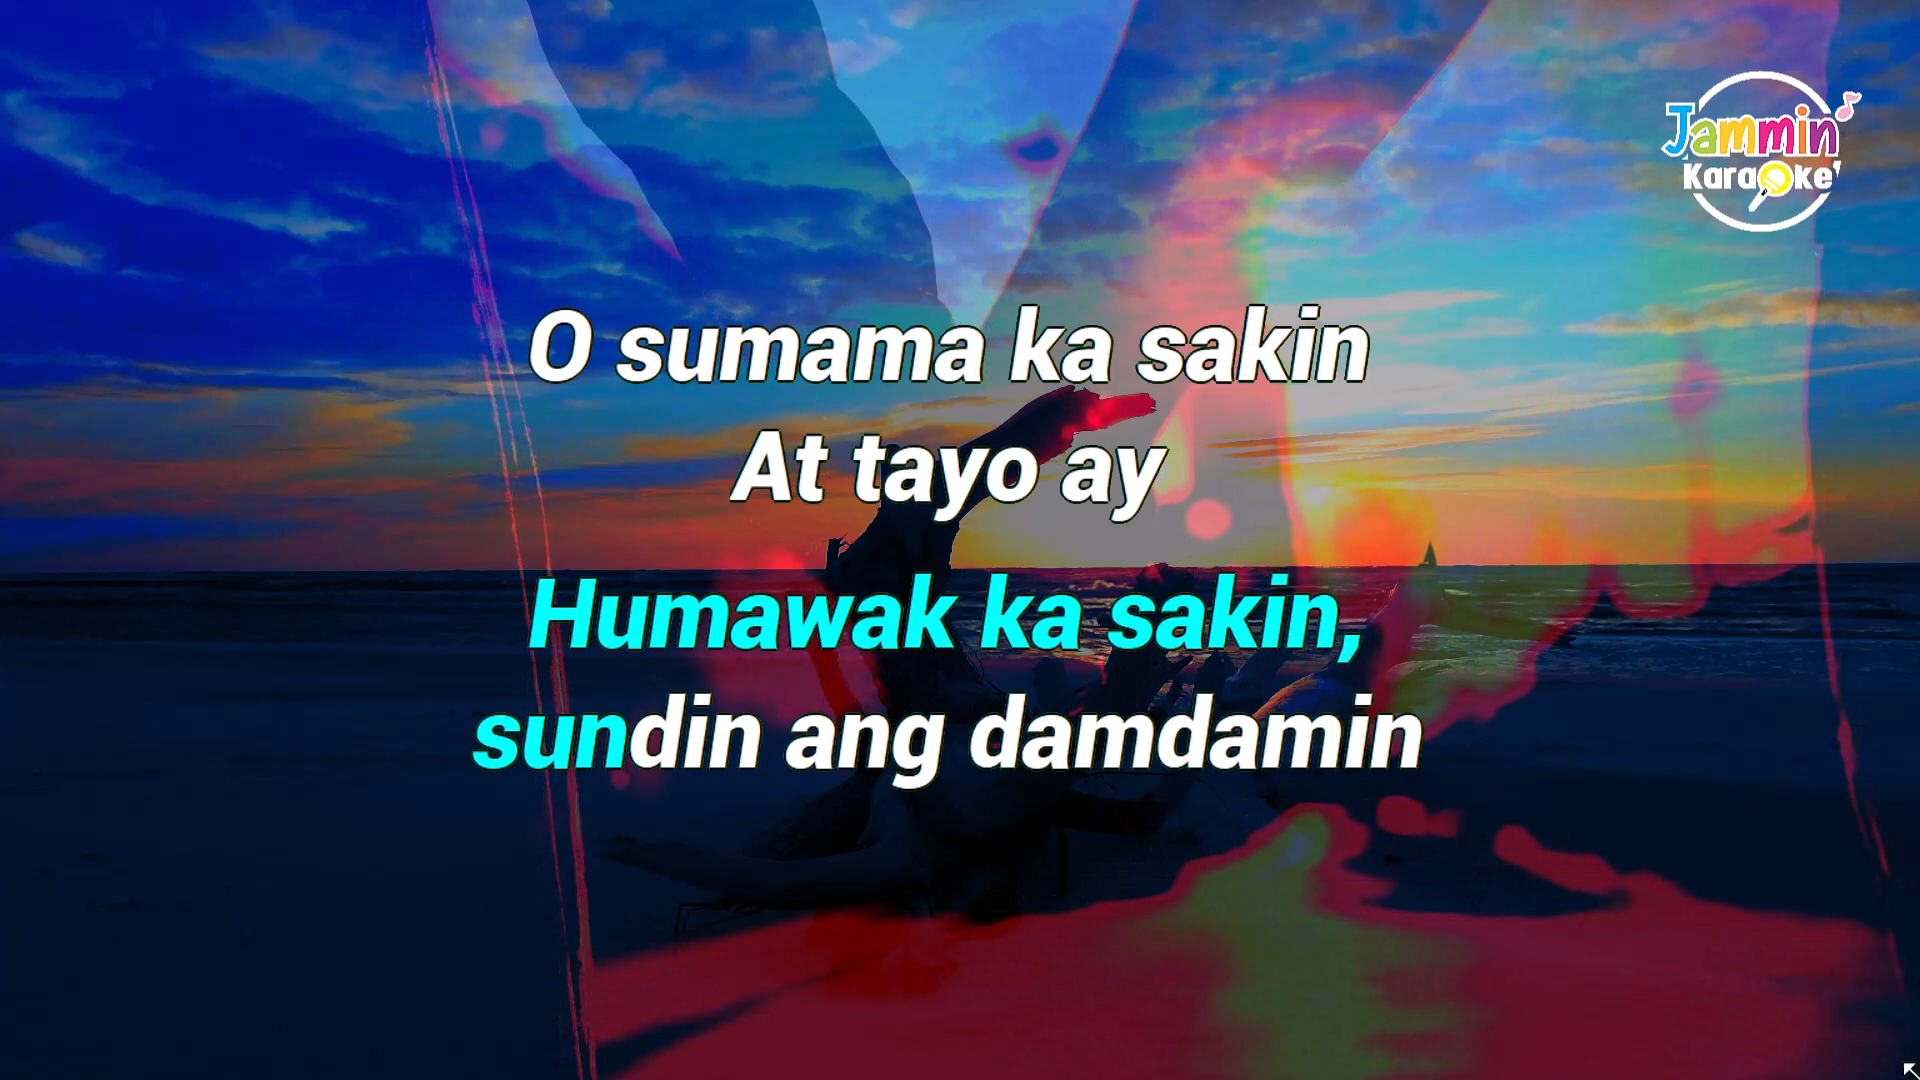 Jammin
Karaoke
O sumama ka sakin
At tayo ay
Humawak ka sakin,
sundin ang damdamin